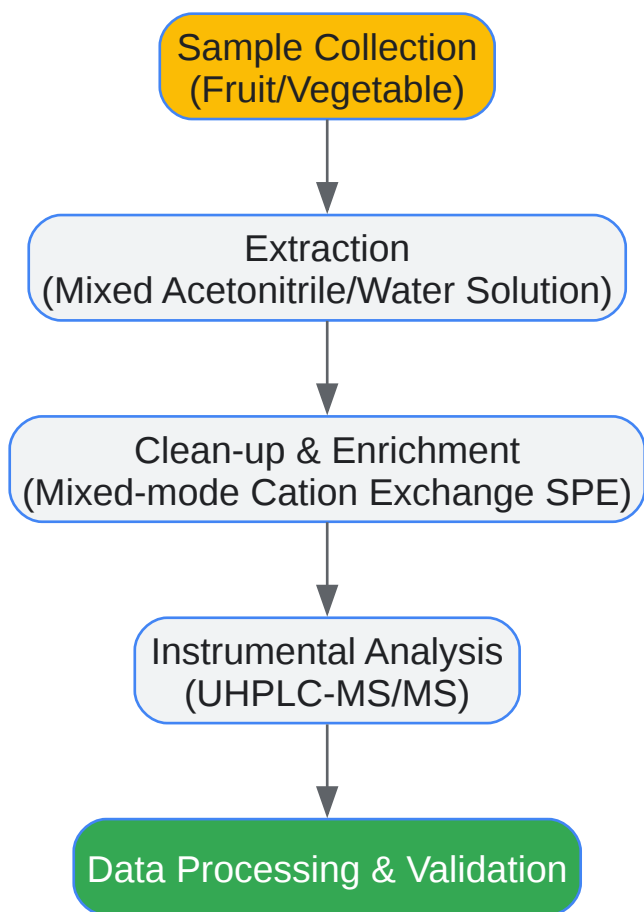 Sample Collection
(Fruit/Vegetable)
Extraction
(Mixed Acetonitrile/Water Solution)
Clean-up & Enrichment
(Mixed-mode Cation Exchange SPE)
Instrumental Analysis
(UHPLC-MS/MS)
Data Processing & Validation